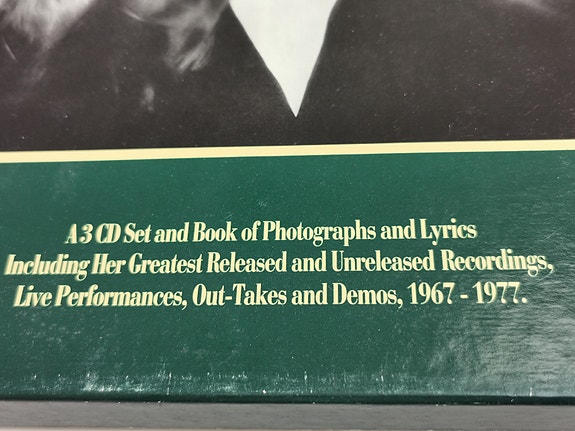 A 3 CD Set and Book of Photographs and Lyrics
Including Her Greatest Released and Unreleased Recordings,
Live Performances, Out-Takes and Demos, 1967 - 1977.